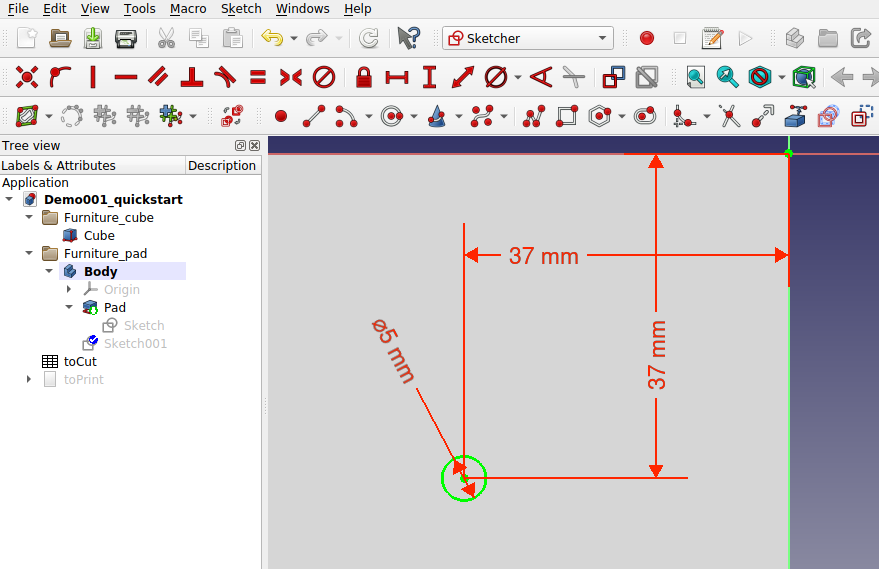 File Edit View Tools Macro Sketch Windows Help
Sketcher
Tree view
Labels & Attributes Description
Application
Demo001_quickstart
Furniture_cube
Cube
Furniture_pad
Body
Origin
Pad
Sketch
Sketch001
toCut
toPrint
37 mm
37 mm
⌀5 mm